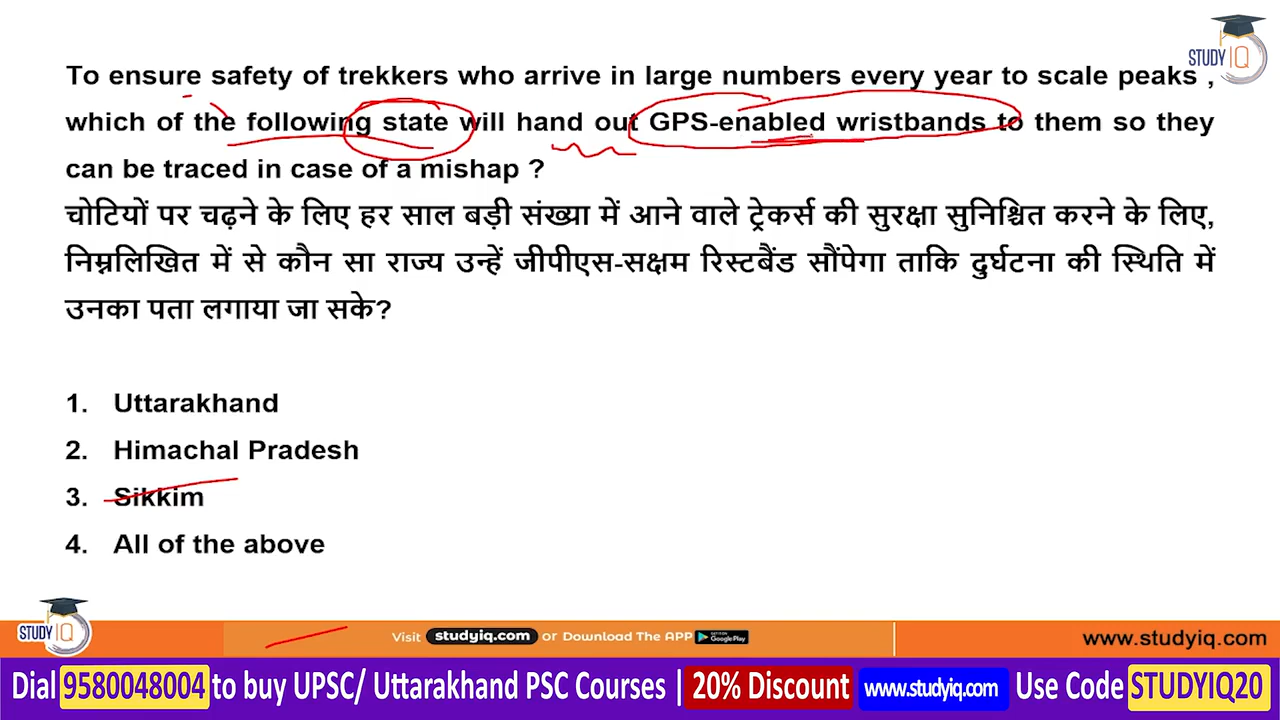 STUDY IQ
To ensure safety of trekkers who arrive in large numbers every year to scale peaks ,
which of the following state will hand out GPS-enabled wristbands to them so they
can be traced in case of a mishap ?
चोटियों पर चढ़ने के लिए हर साल बड़ी संख्या में आने वाले ट्रेकर्स की सुरक्षा सुनिश्चित करने के लिए,
निम्नलिखित में से कौन सा राज्य उन्हें जीपीएस-सक्षम रिस्टबैंड सौंपेगा ताकि दुर्घटना की स्थिति में
उनका पता लगाया जा सके?
1. Uttarakhand
2. Himachal Pradesh
3. Sikkim
4. All of the above
STUDY IQ
Visit studyiq.com or Download The APP GET IT ON Google Play
www.studyiq.com
Dial 9580048004 to buy UPSC/ Uttarakhand PSC Courses | 20% Discount www.studyiq.com Use Code STUDYIQ20